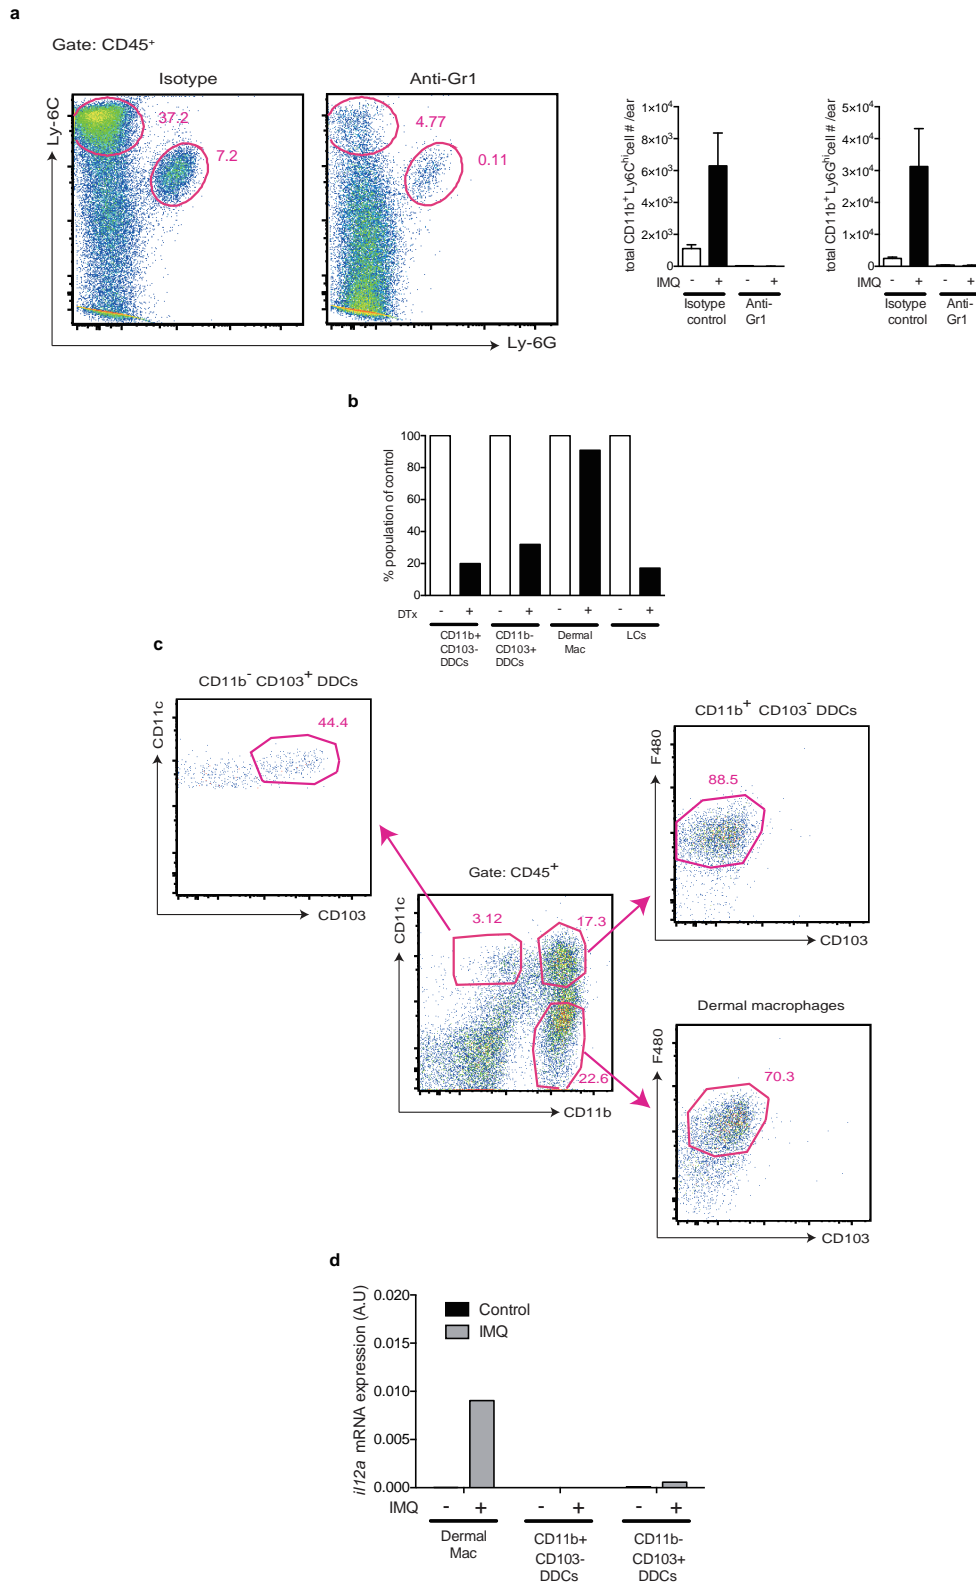 a
Gate: CD45+
Isotype
Anti-Gr1
Ly-6C
37.2
7.2
4.77
0.11
Ly-6G
total CD11b+ Ly6Chi cell # /ear
1×10⁴
8×10³
6×10³
4×10³
2×10³
0
IMQ - + - +
Isotype control
Anti-Gr1
total CD11b+ Ly6Ghi cell # /ear
5×10⁴
4×10⁴
3×10⁴
2×10⁴
1×10⁴
0
IMQ - + - +
Isotype control
Anti-Gr1
b
% population of control
100
80
60
40
20
0
DTx - + - + - + - +
CD11b+
CD103-
DDCs
CD11b-
CD103+
DDCs
Dermal
Mac
LCs
c
CD11b- CD103+ DDCs
CD11c
44.4
CD103
Gate: CD45+
CD11c
3.12
17.3
22.6
CD11b
CD11b+ CD103- DDCs
F480
88.5
CD103
Dermal macrophages
F480
70.3
CD103
d
il12a mRNA expression (A.U)
0.020
0.015
0.010
0.005
0.000
Control
IMQ
IMQ - + - + - +
Dermal
Mac
CD11b+
CD103-
DDCs
CD11b-
CD103+
DDCs